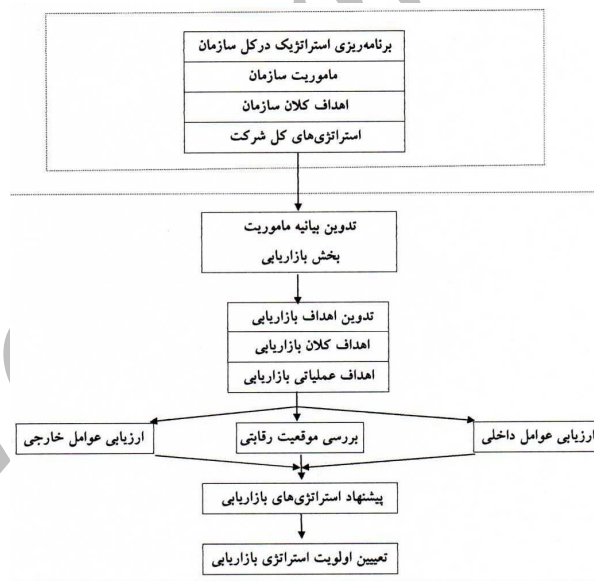 برنامه‌ریزی استراتژیک درکل سازمان
ماموریت سازمان
اهداف کلان سازمان
استراتژی‌های کل شرکت
تدوین بیانیه ماموریت
بخش بازاریابی
تدوین اهداف بازاریابی
اهداف کلان بازاریابی
اهداف عملیاتی بازاریابی
ارزیابی عوامل داخلی
بررسی موقعیت رقابتی
ارزیابی عوامل خارجی
پیشنهاد استراتژی‌های بازاریابی
تعییین اولویت استراتژی بازاریابی